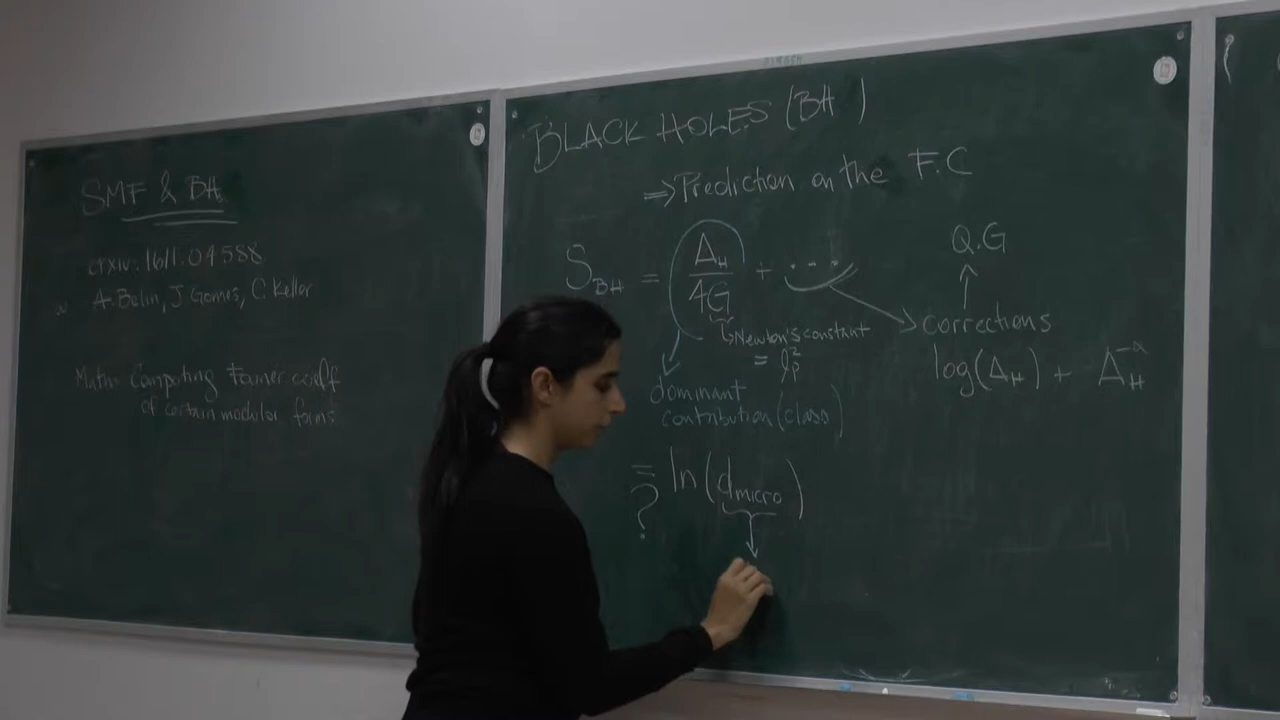 SMF & BH
arxiv: 1611.04588
w A. Belin, J Gomes, C. Keller
Maths: Computing Fourier coeff
of certain modular forms
BLACK HOLES (BH )
⇒ Prediction on the F.C
S_BH = A_H / 4G + ...
Newton's constant
= l_p^2
dominant
contribution (class)
Q.G
corrections
log(A_H) + A_H^-a
=
? ln(d_micro)